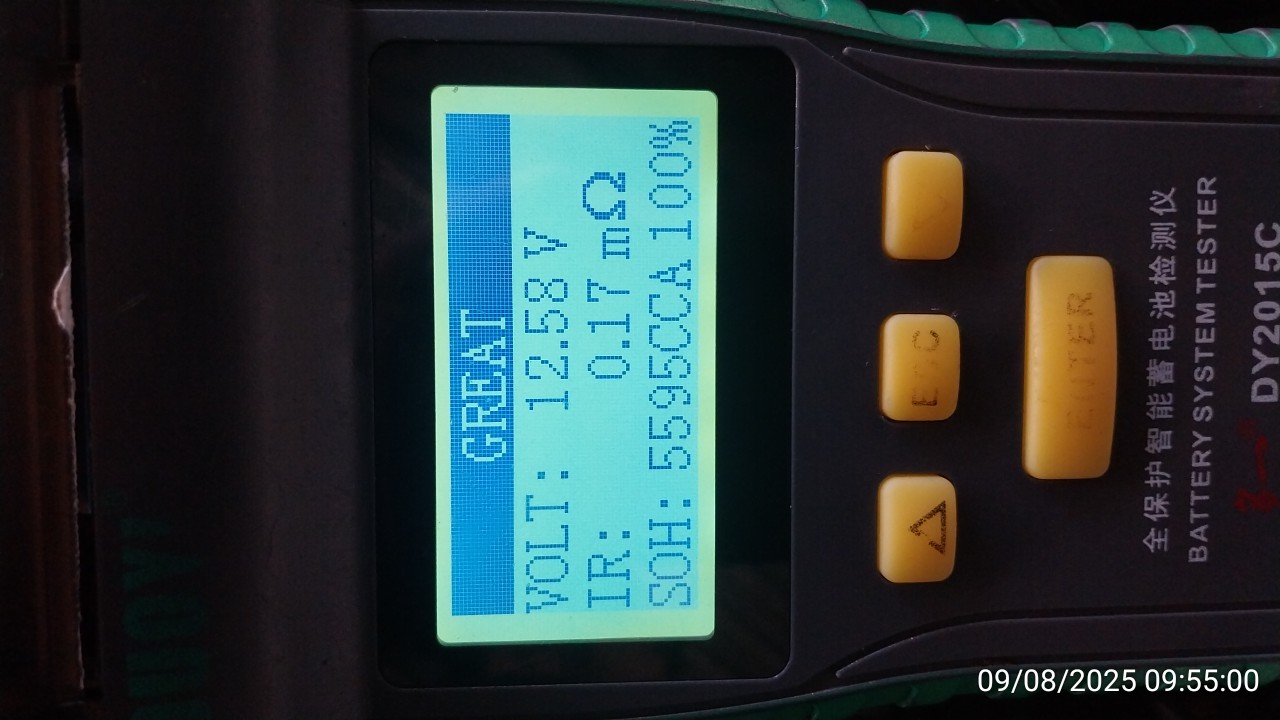 GREAT
VOLT: 12.58 V
IR: 0.17 mΩ
SOH: 5595CCA 100%
ESC
ENTER
全保护智能蓄电池检测仪
BATTERY SYSTEM TESTER
DY2015C
DUOYI
09/08/2025 09:55:00